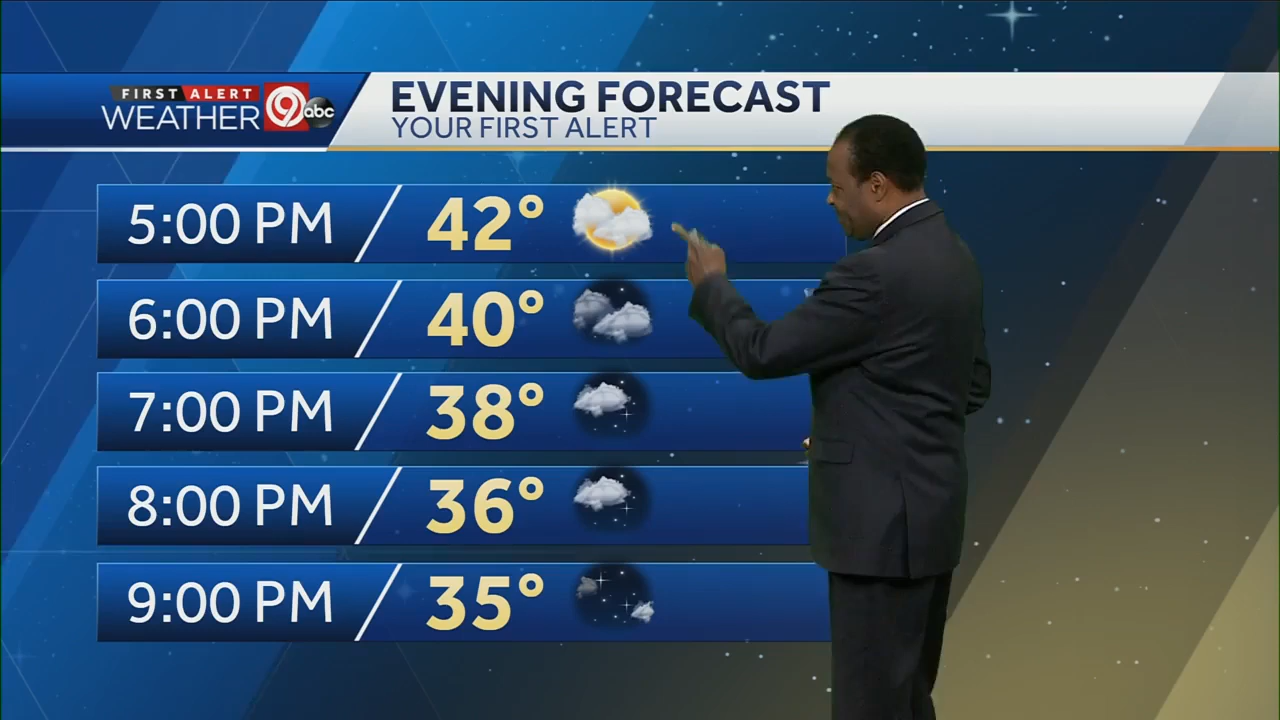 FIRST ALERT
WEATHER 9 abc
EVENING FORECAST
YOUR FIRST ALERT
5:00 PM 42°
6:00 PM 40°
7:00 PM 38°
8:00 PM 36°
9:00 PM 35°